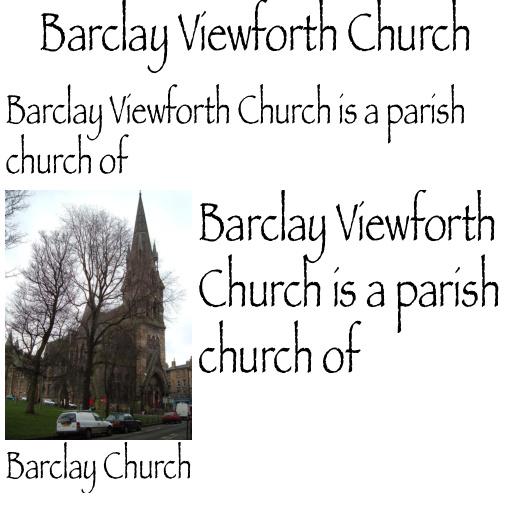 Barclay Viewforth Church
Barclay Viewforth Church is a parish
church of
Barclay Viewforth
Church is a parish
church of
Barclay Church